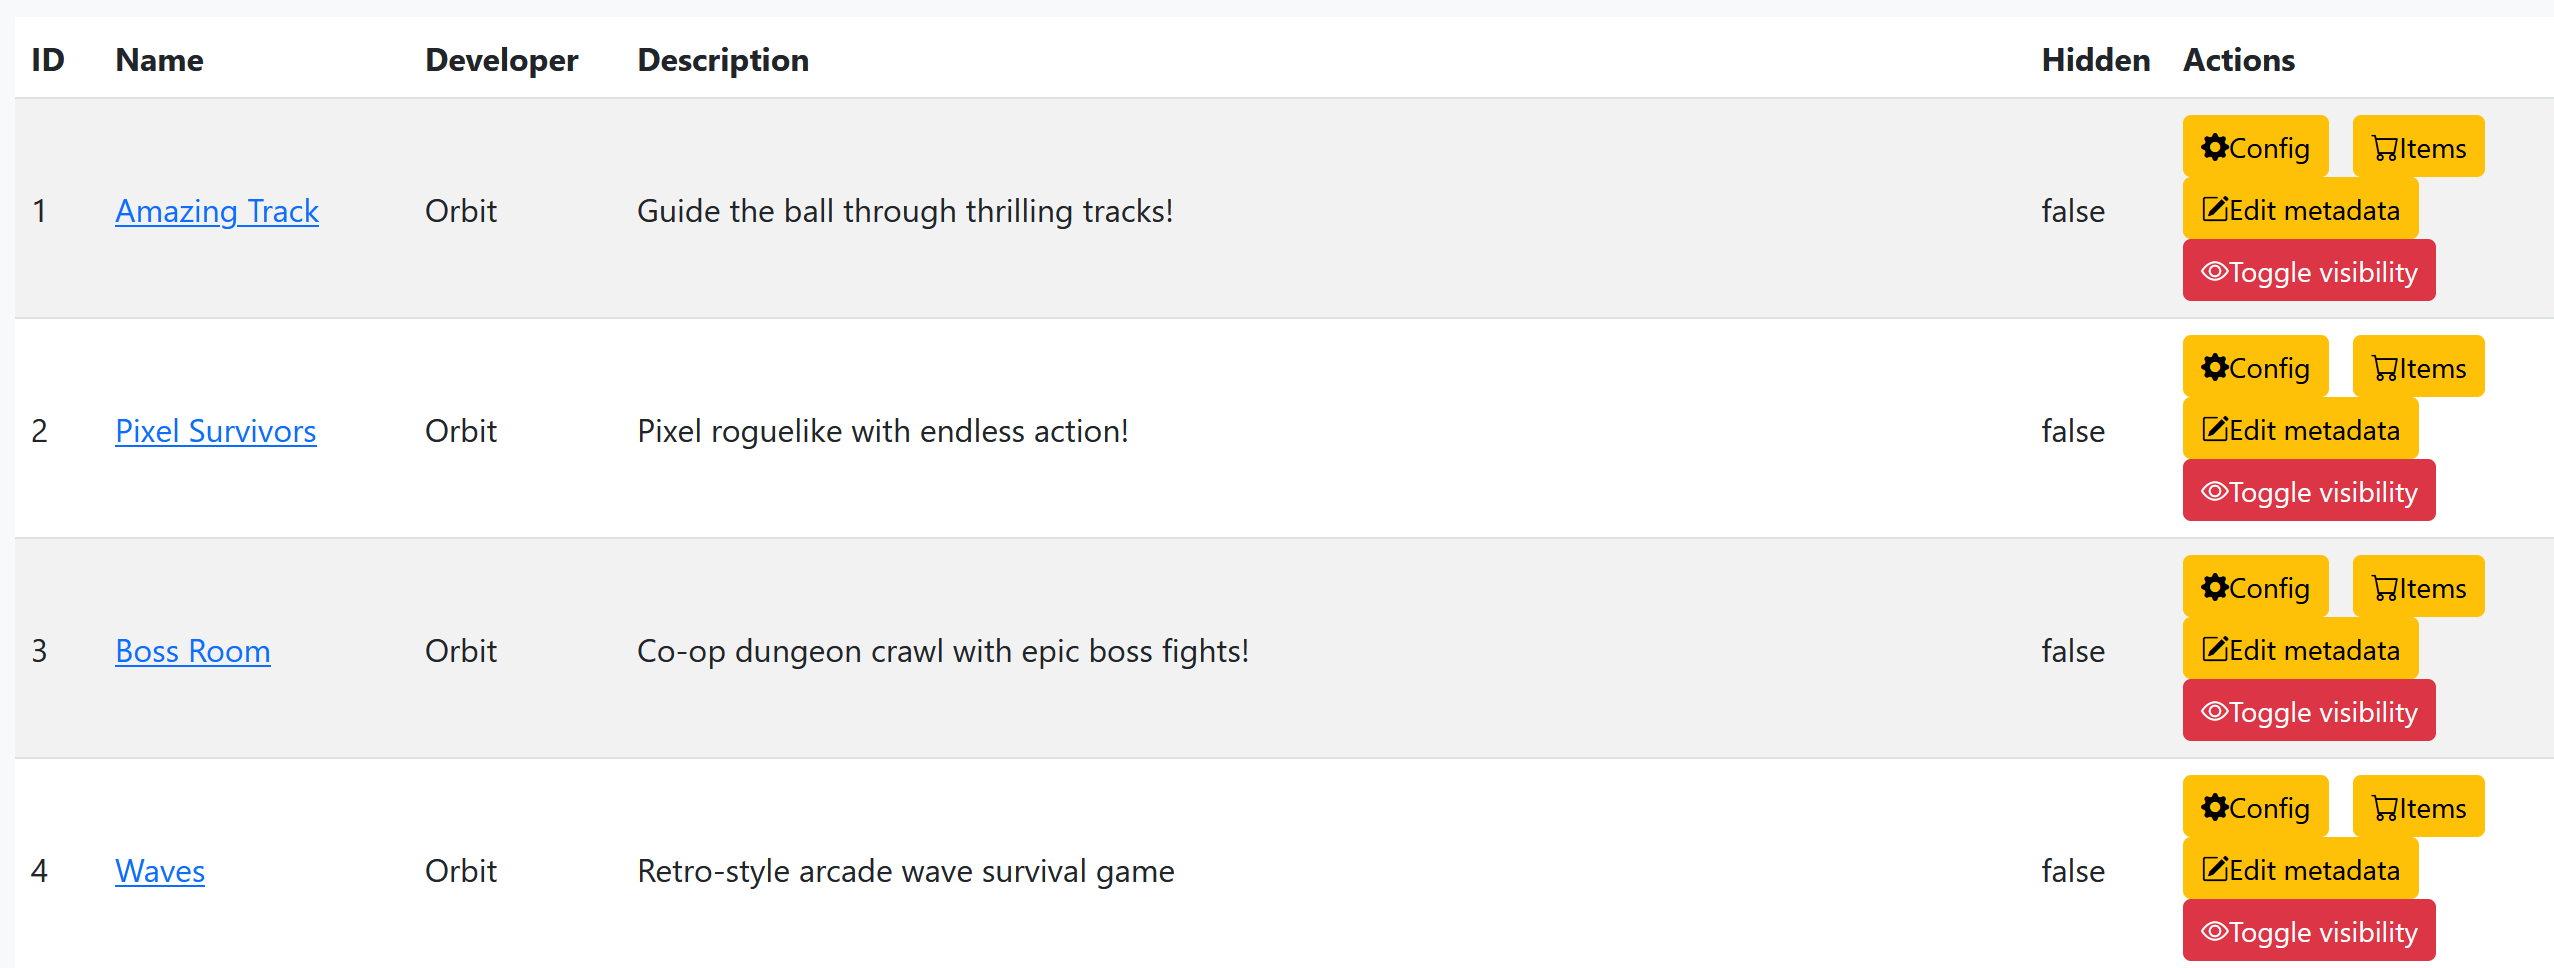 ID Name Developer Description Hidden Actions
Config Items
1 Amazing Track Orbit Guide the ball through thrilling tracks! false Edit metadata
Toggle visibility
Config Items
2 Pixel Survivors Orbit Pixel roguelike with endless action! false Edit metadata
Toggle visibility
Config Items
3 Boss Room Orbit Co-op dungeon crawl with epic boss fights! false Edit metadata
Toggle visibility
Config Items
4 Waves Orbit Retro-style arcade wave survival game false Edit metadata
Toggle visibility